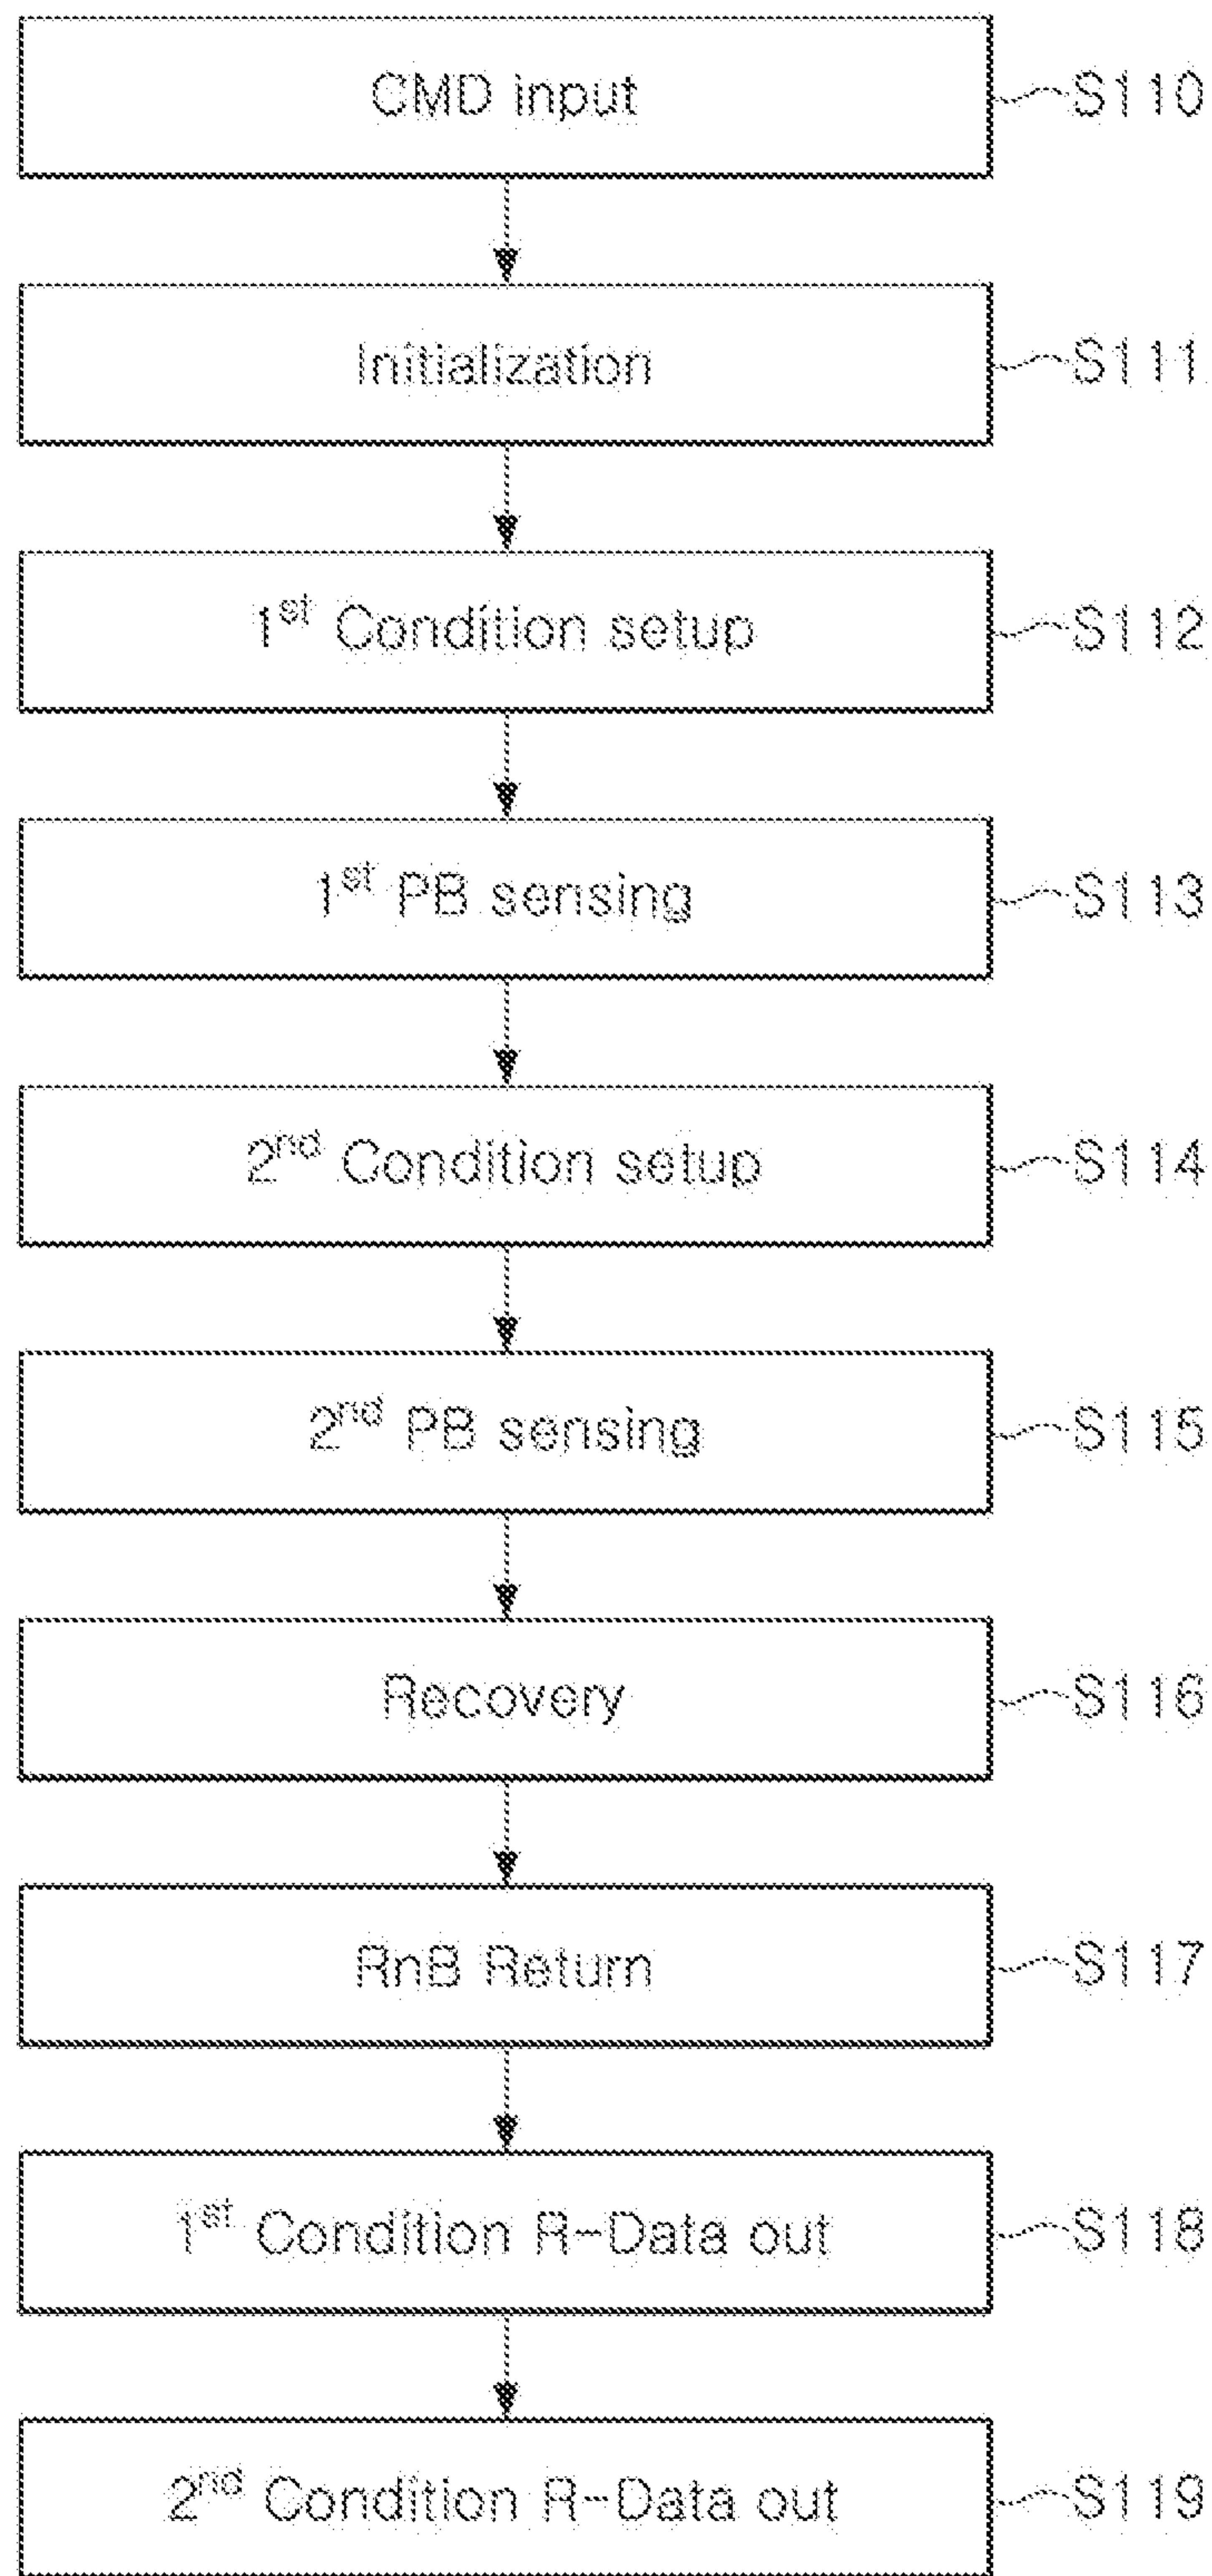 CMD input S110
Initialization S111
1st Condition setup S112
1st PB sensing S113
2nd Condition setup S114
2nd PB sensing S115
Recovery S116
RnB Return S117
1st Condition R-Data out S118
2nd Condition R-Data out S119